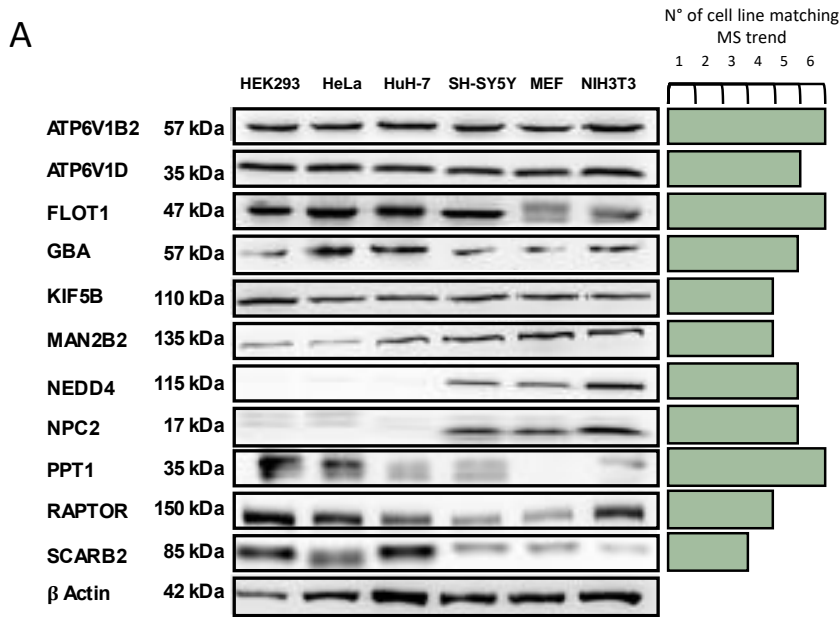 A
N° of cell line matching
MS trend
1 2 3 4 5 6
HEK293 HeLa HuH-7 SH-SY5Y MEF NIH3T3
ATP6V1B2 57 kDa
ATP6V1D 35 kDa
FLOT1 47 kDa
GBA 57 kDa
KIF5B 110 kDa
MAN2B2 135 kDa
NEDD4 115 kDa
NPC2 17 kDa
PPT1 35 kDa
RAPTOR 150 kDa
SCARB2 85 kDa
β Actin 42 kDa